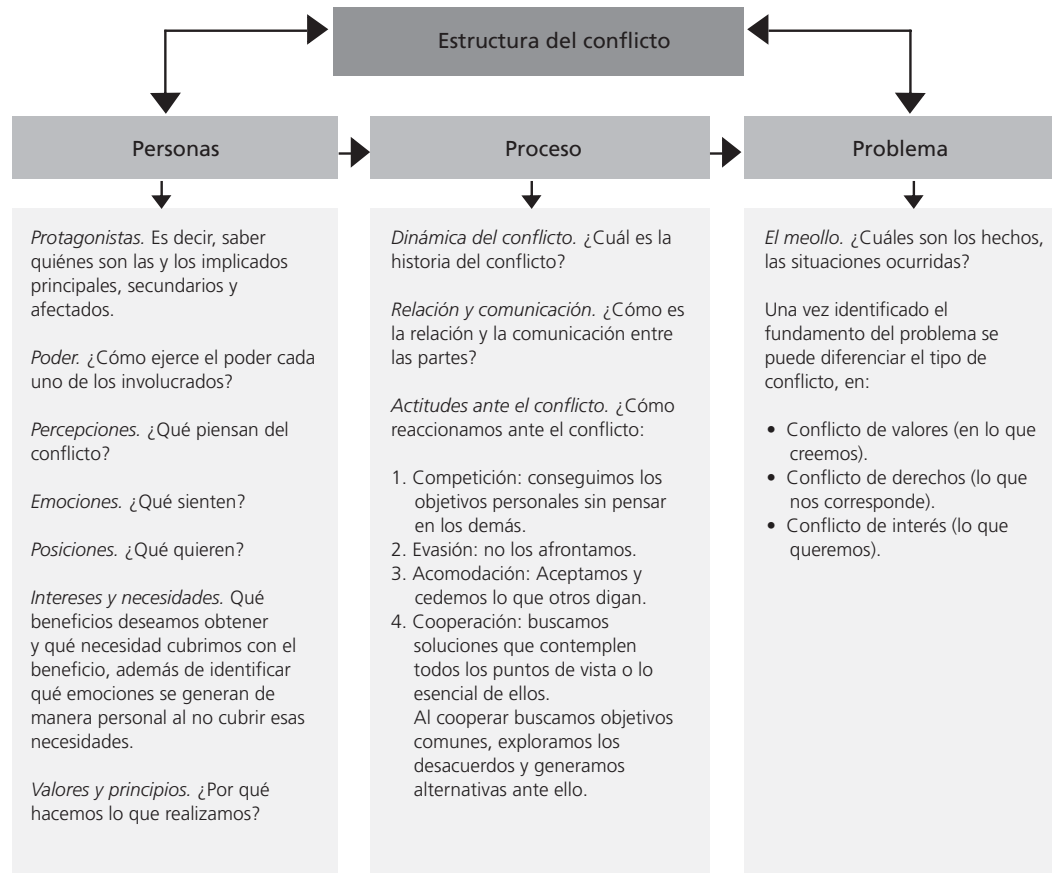 Estructura del conflicto
Personas
Proceso
Problema
Protagonistas. Es decir, saber
quiénes son las y los implicados
principales, secundarios y
afectados.
Poder. ¿Cómo ejerce el poder cada
uno de los involucrados?
Percepciones. ¿Qué piensan del
conflicto?
Emociones. ¿Qué sienten?
Posiciones. ¿Qué quieren?
Intereses y necesidades. Qué
beneficios deseamos obtener
y qué necesidad cubrimos con el
beneficio, además de identificar
qué emociones se generan de
manera personal al no cubrir esas
necesidades.
Valores y principios. ¿Por qué
hacemos lo que realizamos?
Dinámica del conflicto. ¿Cuál es la
historia del conflicto?
Relación y comunicación. ¿Cómo es
la relación y la comunicación entre
las partes?
Actitudes ante el conflicto. ¿Cómo
reaccionamos ante el conflicto:
1. Competición: conseguimos los
objetivos personales sin pensar
en los demás.
2. Evasión: no los afrontamos.
3. Acomodación: Aceptamos y
cedemos lo que otros digan.
4. Cooperación: buscamos
soluciones que contemplen
todos los puntos de vista o lo
esencial de ellos.
Al cooperar buscamos objetivos
comunes, exploramos los
desacuerdos y generamos
alternativas ante ello.
El meollo. ¿Cuáles son los hechos,
las situaciones ocurridas?
Una vez identificado el
fundamento del problema se
puede diferenciar el tipo de
conflicto, en:
• Conflicto de valores (en lo que
creemos).
• Conflicto de derechos (lo que
nos corresponde).
• Conflicto de interés (lo que
queremos).